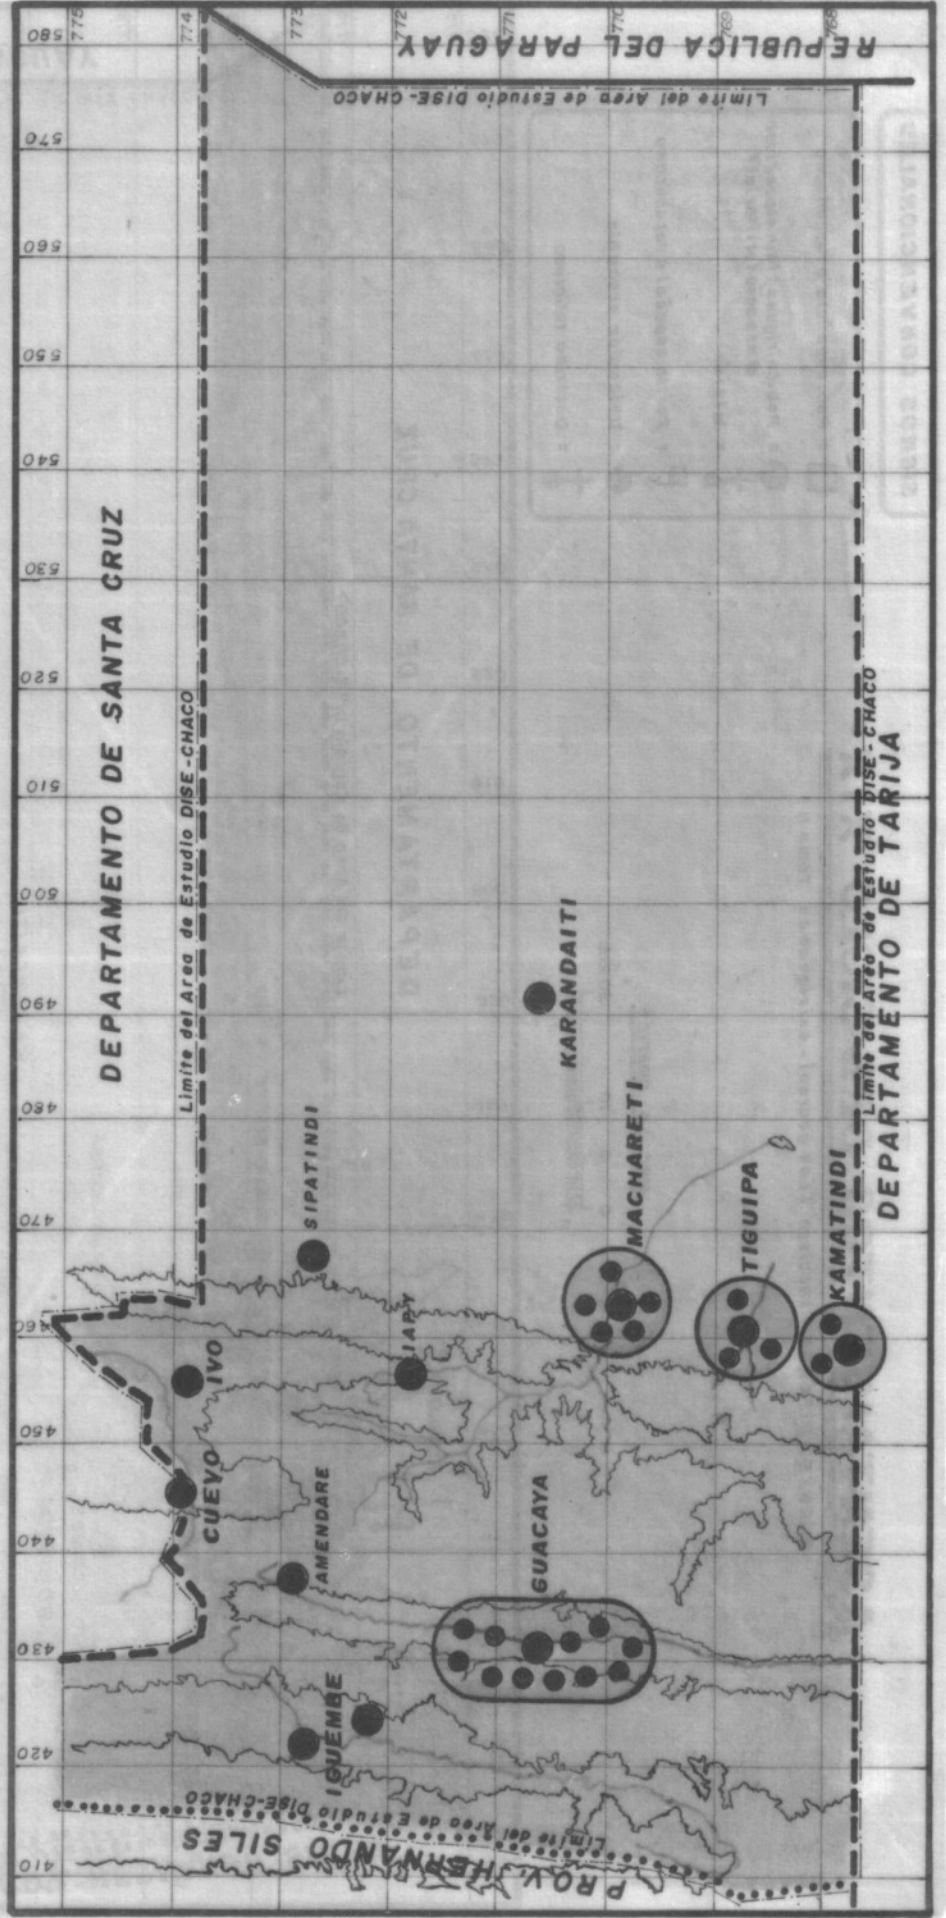 775
774
773
772
771
770
769
768
580
570
560
550
540
530
520
510
500
490
480
470
460
450
440
430
420
410
REPUBLICA DEL PARAGUAY
Limite del Area de Estudio DISE-CHACO
DEPARTAMENTO DE SANTA CRUZ
Limite del Area de Estudio DISE-CHACO
Limite del Area de Estudio DISE-CHACO
DEPARTAMENTO DE TARIJA
KARANDAITI
SIPATINDI
MACHARETI
TIGUIPA
KAMATINDI
IVO
CUEVO
AMENDARE
GUACAYA
IGUEMBE
Limite del Area de Estudio DISE-CHACO
PROV. HERNANDO SILES